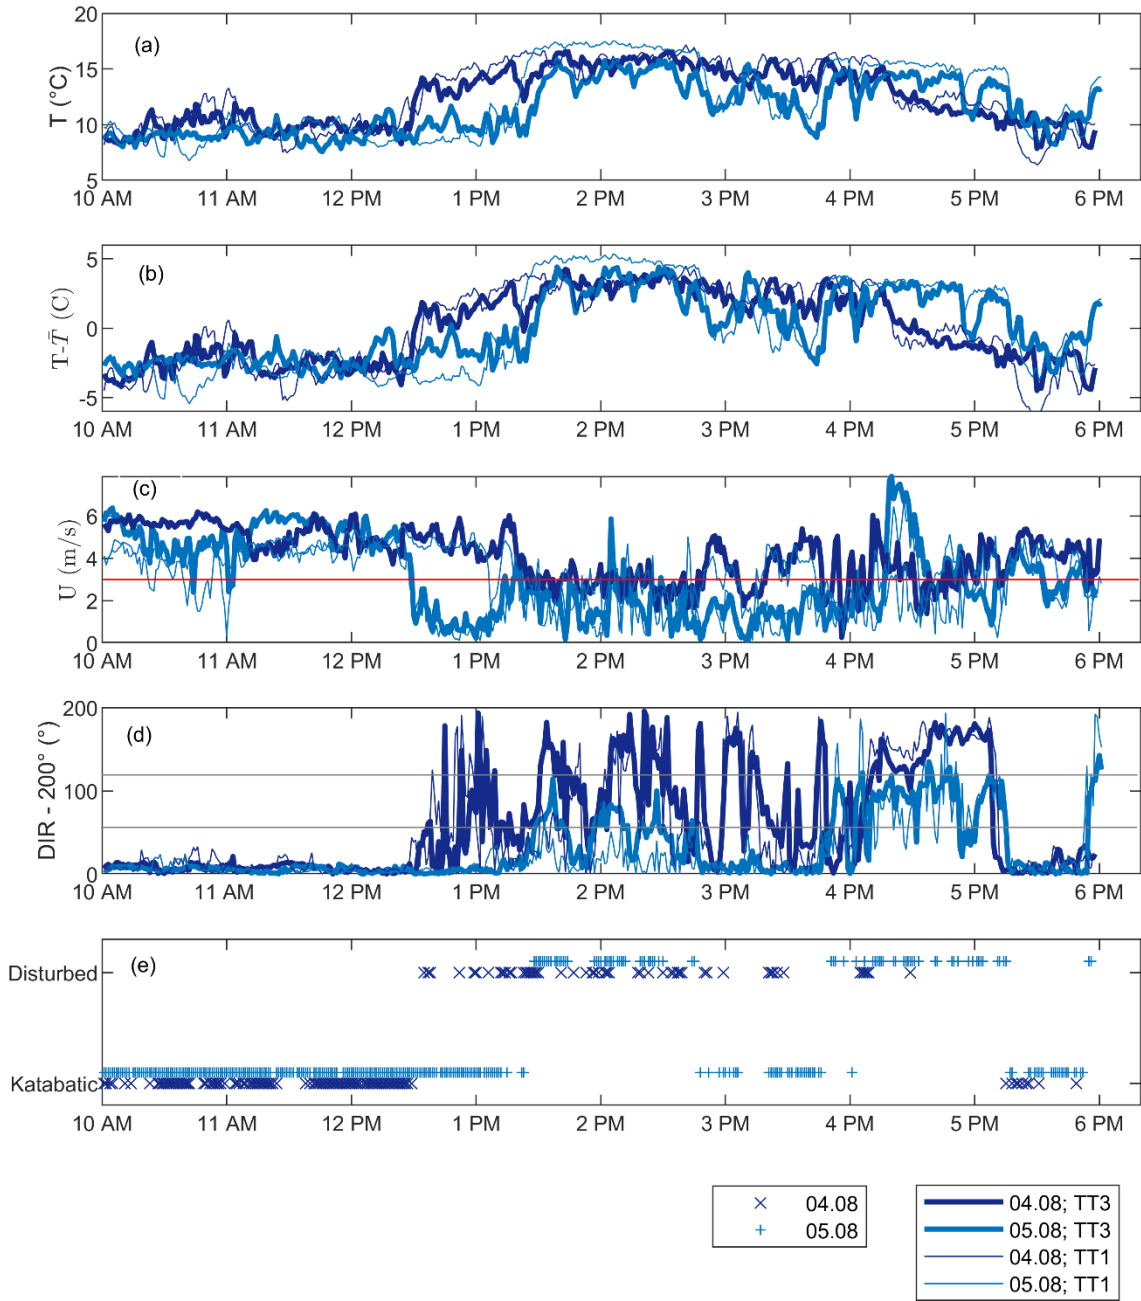 (a)
T (°C)
20
15
10
5
10 AM 11 AM 12 PM 1 PM 2 PM 3 PM 4 PM 5 PM 6 PM
(b)
T-T̄ (C)
5
0
-5
10 AM 11 AM 12 PM 1 PM 2 PM 3 PM 4 PM 5 PM 6 PM
(c)
U (m/s)
6
4
2
0
10 AM 11 AM 12 PM 1 PM 2 PM 3 PM 4 PM 5 PM 6 PM
(d)
DIR - 200° (°)
200
100
0
10 AM 11 AM 12 PM 1 PM 2 PM 3 PM 4 PM 5 PM 6 PM
(e)
Disturbed
Katabatic
10 AM 11 AM 12 PM 1 PM 2 PM 3 PM 4 PM 5 PM 6 PM
04.08
05.08
04.08; TT3
05.08; TT3
04.08; TT1
05.08; TT1